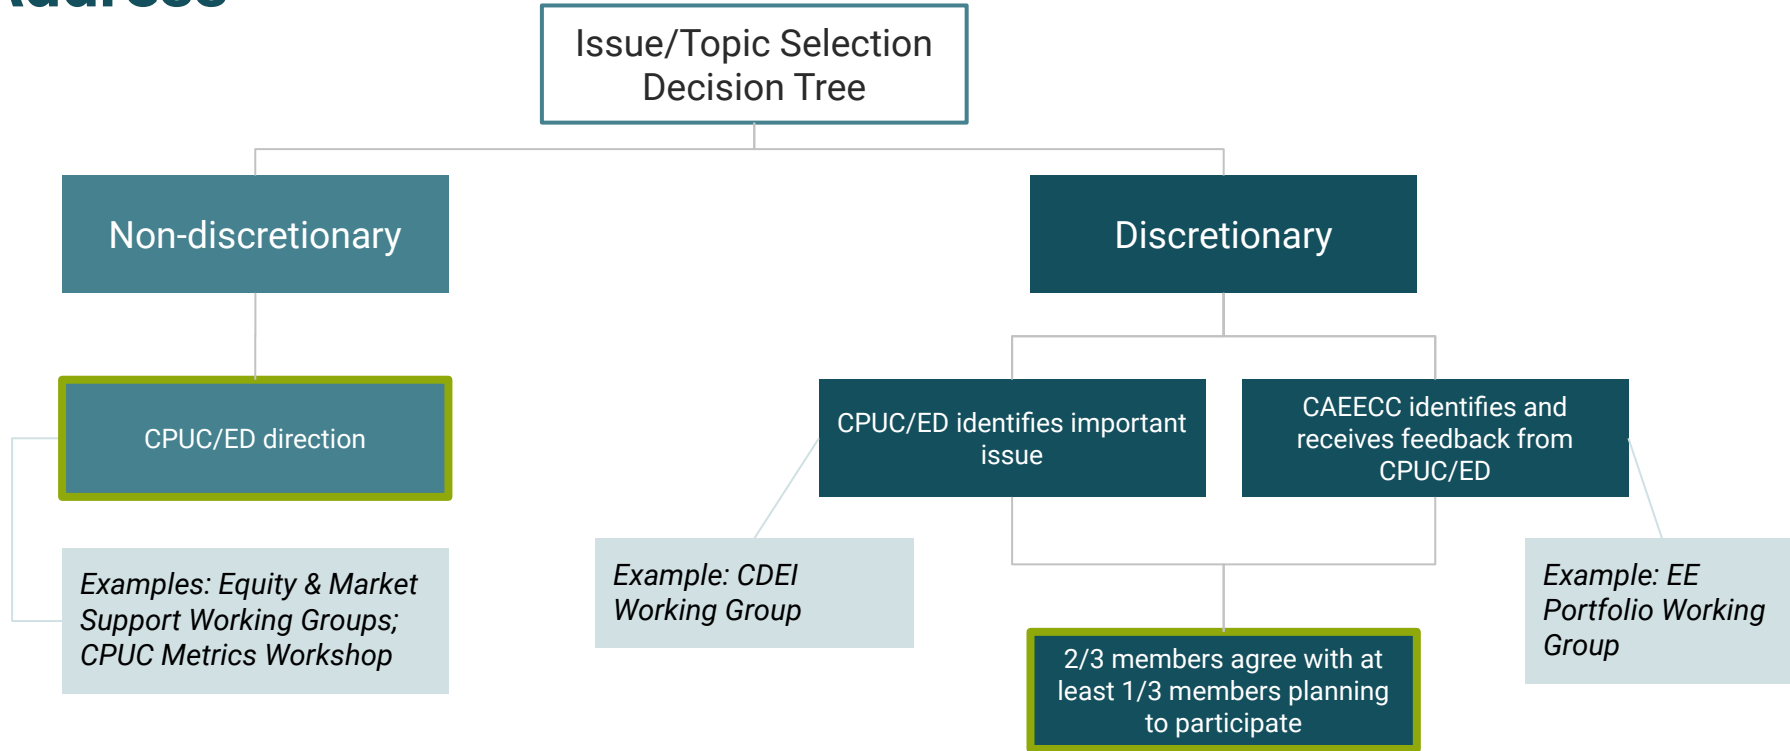 Address
Issue/Topic Selection
Decision Tree
Non-discretionary
Discretionary
CPUC/ED direction
CPUC/ED identifies important
issue
CAEECC identifies and
receives feedback from
CPUC/ED
Examples: Equity & Market
Support Working Groups;
CPUC Metrics Workshop
Example: CDEI
Working Group
Example: EE
Portfolio Working
Group
2/3 members agree with at
least 1/3 members planning
to participate